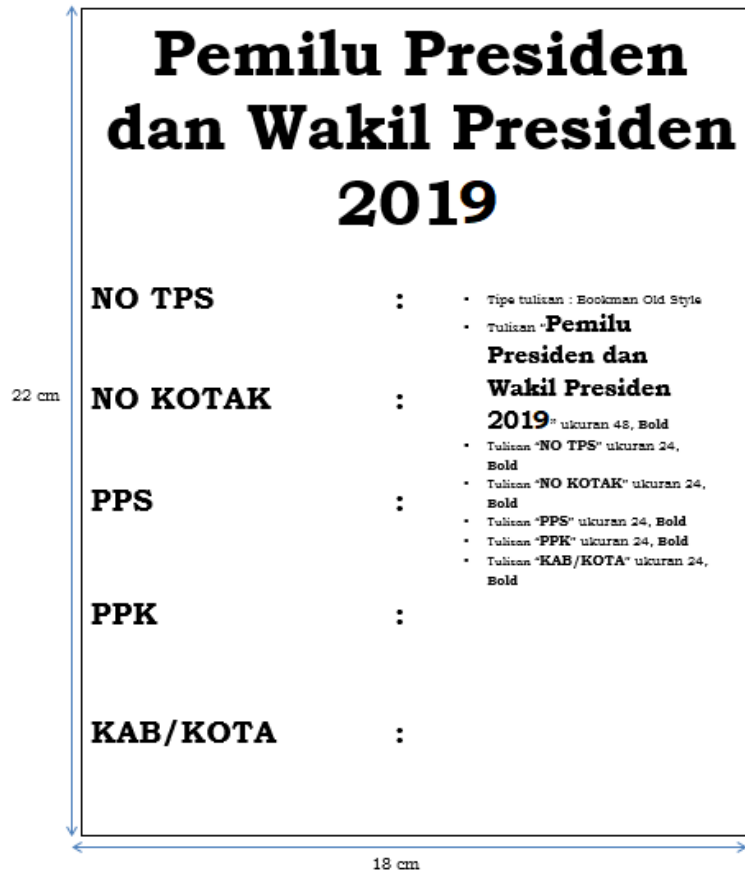 Pemilu Presiden
dan Wakil Presiden
2019
NO TPS :
NO KOTAK :
PPS :
PPK :
KAB/KOTA :
▪ Tipe tulisan : Bookman Old Style
▪ Tulisan “Pemilu
Presiden dan
Wakil Presiden
2019” ukuran 48, Bold
▪ Tulisan “NO TPS” ukuran 24,
Bold
▪ Tulisan “NO KOTAK” ukuran 24,
Bold
▪ Tulisan “PPS” ukuran 24, Bold
▪ Tulisan “PPK” ukuran 24, Bold
▪ Tulisan “KAB/KOTA” ukuran 24,
Bold
22 cm
18 cm